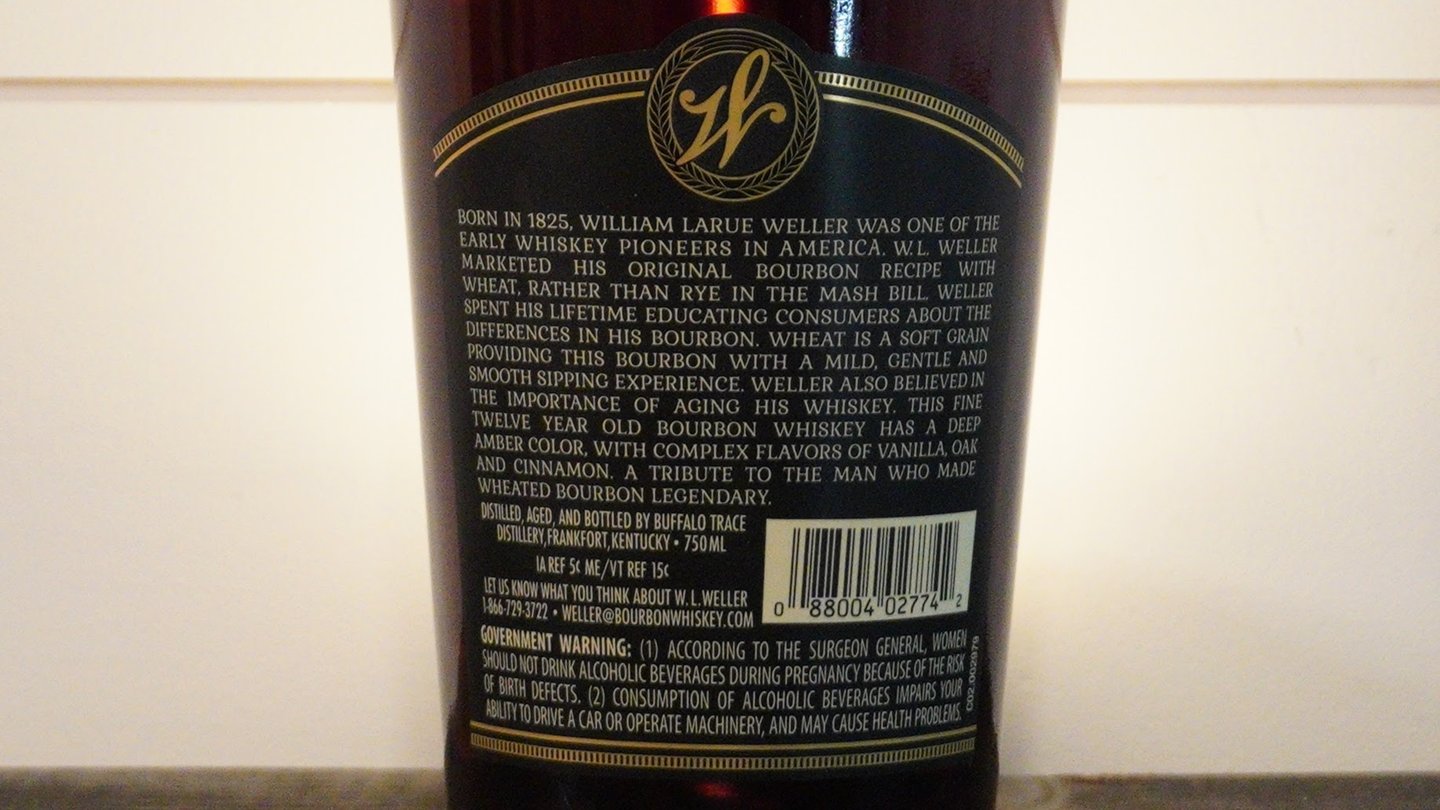 W
BORN IN 1825, WILLIAM LARUE WELLER WAS ONE OF THE
EARLY WHISKEY PIONEERS IN AMERICA. W.L. WELLER
MARKETED HIS ORIGINAL BOURBON RECIPE WITH
WHEAT, RATHER THAN RYE IN THE MASH BILL. WELLER
SPENT HIS LIFETIME EDUCATING CONSUMERS ABOUT THE
DIFFERENCES IN HIS BOURBON. WHEAT IS A SOFT GRAIN
PROVIDING THIS BOURBON WITH A MILD, GENTLE AND
SMOOTH SIPPING EXPERIENCE. WELLER ALSO BELIEVED IN
THE IMPORTANCE OF AGING HIS WHISKEY. THIS FINE
TWELVE YEAR OLD BOURBON WHISKEY HAS A DEEP
AMBER COLOR, WITH COMPLEX FLAVORS OF VANILLA, OAK
AND CINNAMON. A TRIBUTE TO THE MAN WHO MADE
WHEATED BOURBON LEGENDARY.
DISTILLED, AGED, AND BOTTLED BY BUFFALO TRACE
DISTILLERY, FRANKFORT, KENTUCKY • 750 ML
IA REF 5¢ ME/VT REF 15¢
LET US KNOW WHAT YOU THINK ABOUT W. L. WELLER
1-866-729-3722 • WELLER@BOURBONWHISKEY.COM
0 88004 02774 2
GOVERNMENT WARNING: (1) ACCORDING TO THE SURGEON GENERAL, WOMEN
SHOULD NOT DRINK ALCOHOLIC BEVERAGES DURING PREGNANCY BECAUSE OF THE RISK
OF BIRTH DEFECTS. (2) CONSUMPTION OF ALCOHOLIC BEVERAGES IMPAIRS YOUR
ABILITY TO DRIVE A CAR OR OPERATE MACHINERY, AND MAY CAUSE HEALTH PROBLEMS.
C02.002979